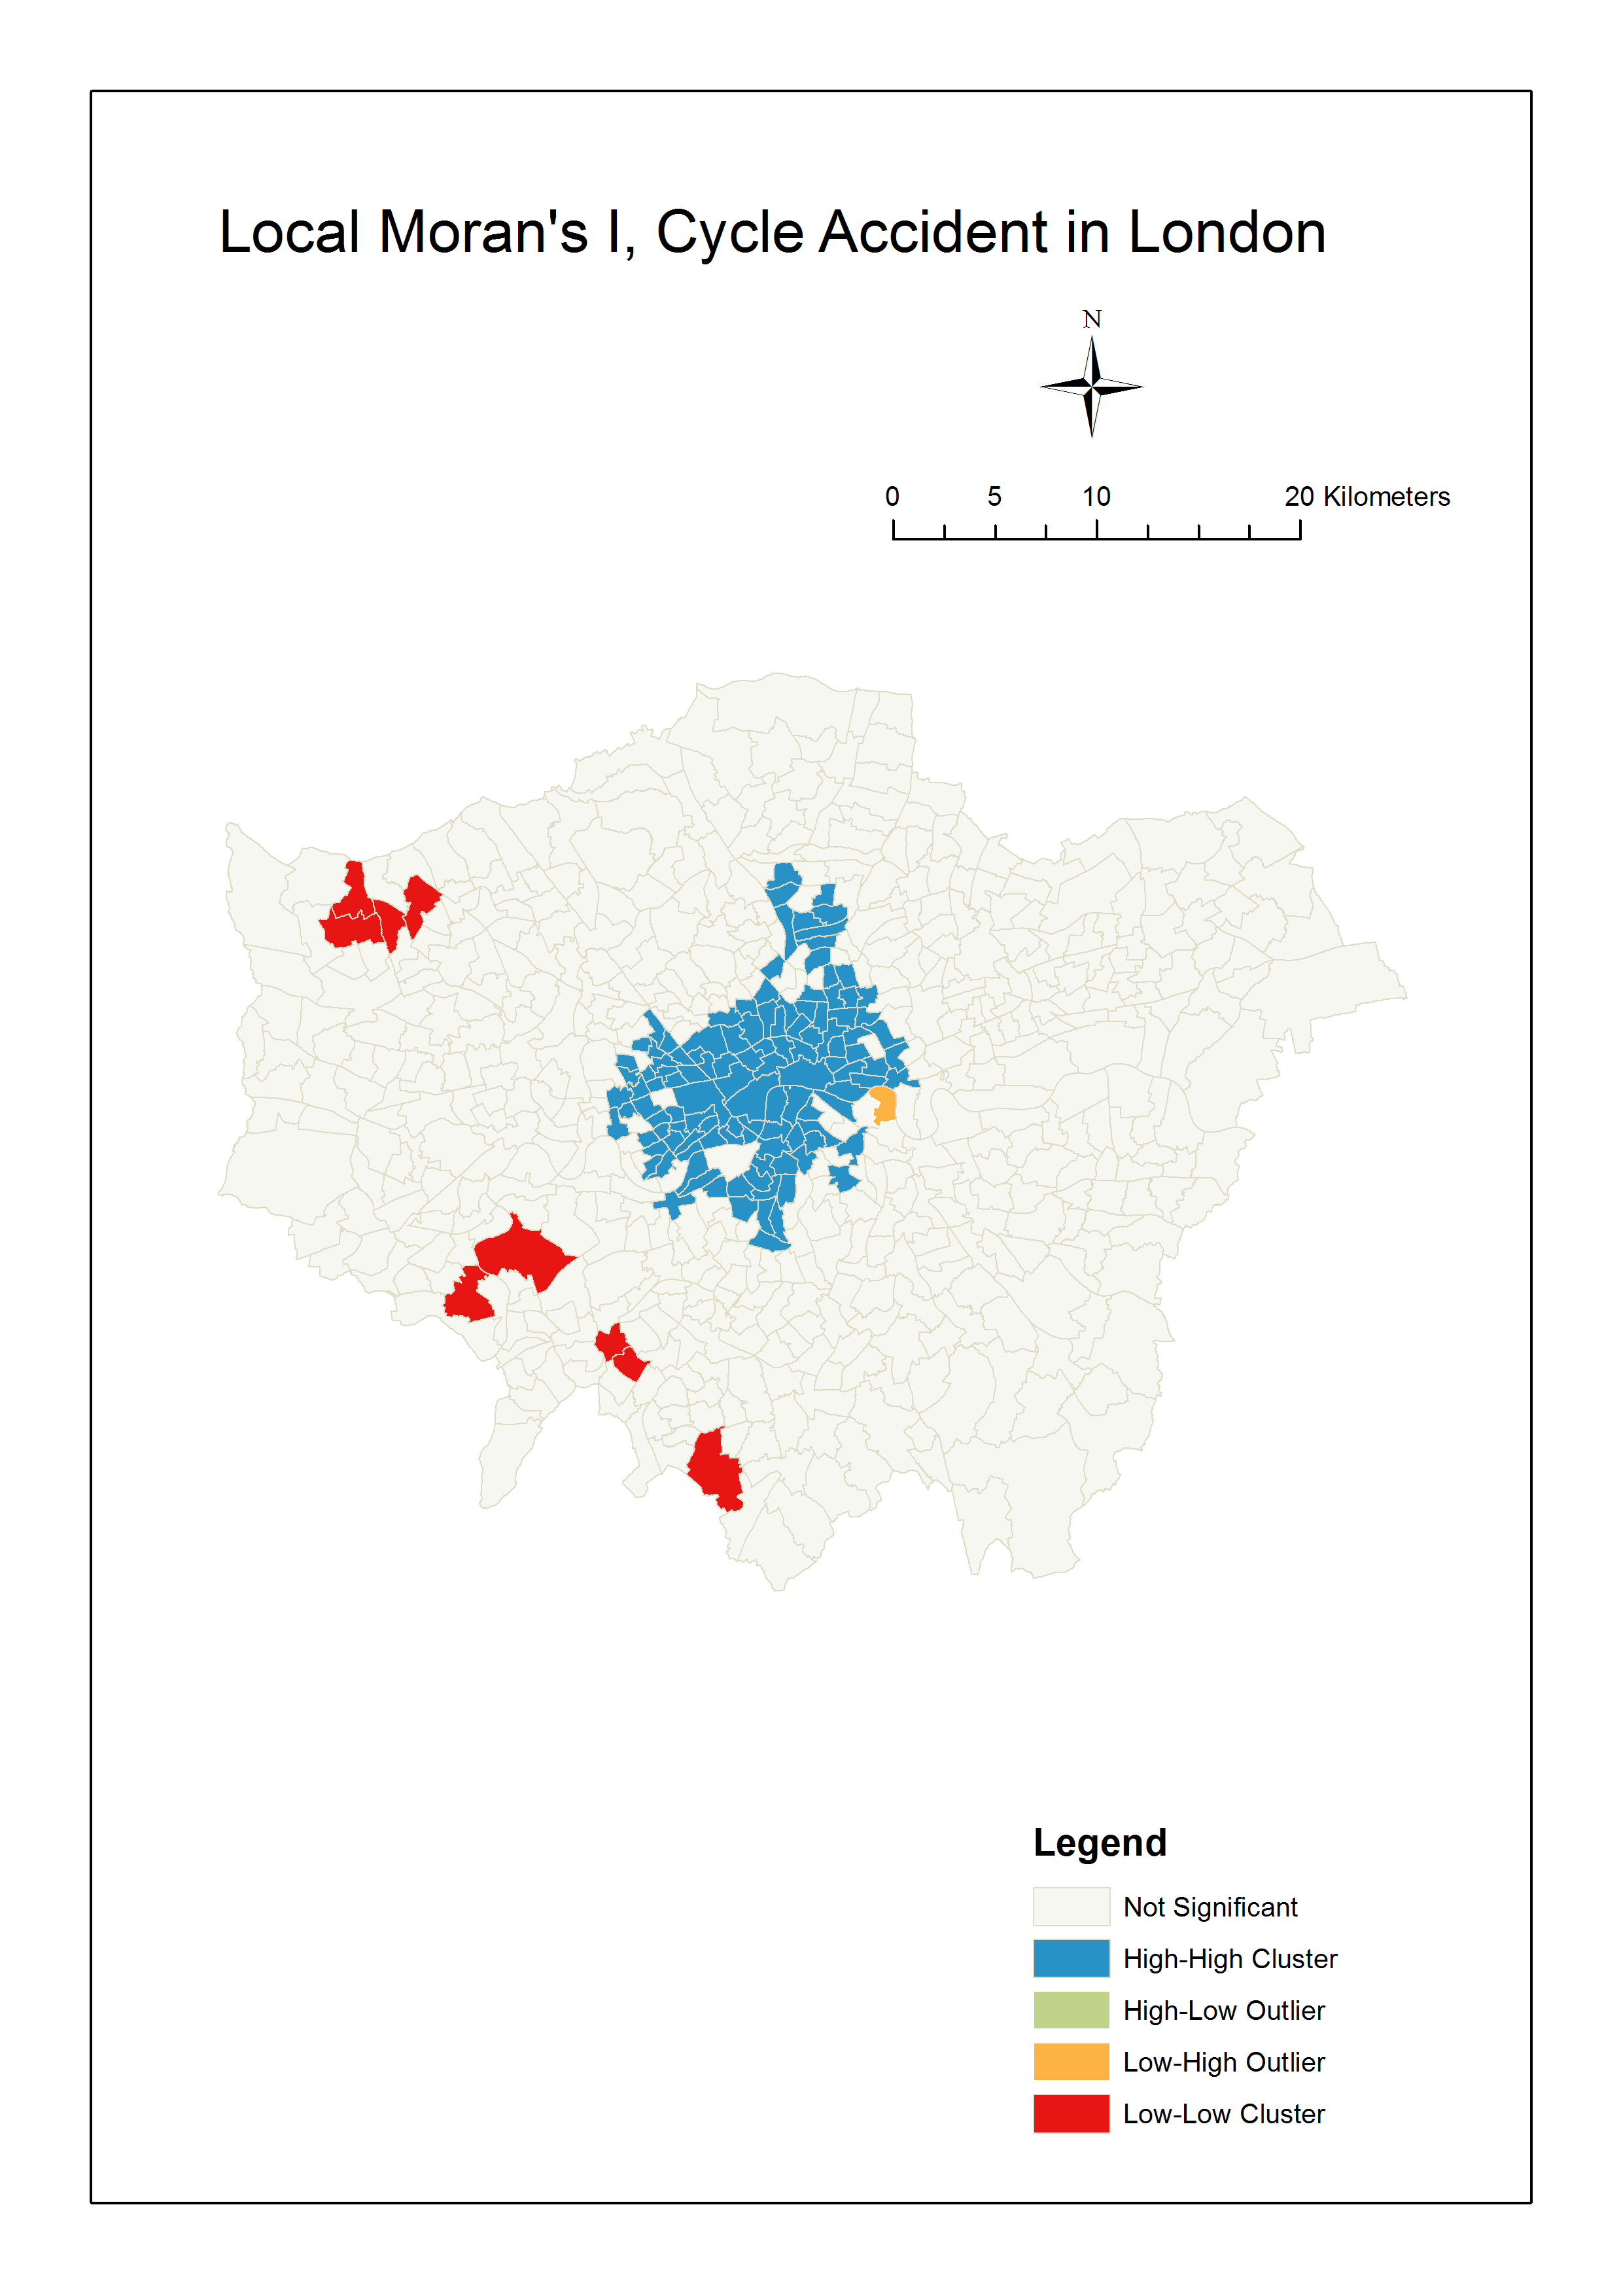 Local Moran's I, Cycle Accident in London
N
0 5 10 20 Kilometers
Legend
Not Significant
High-High Cluster
High-Low Outlier
Low-High Outlier
Low-Low Cluster